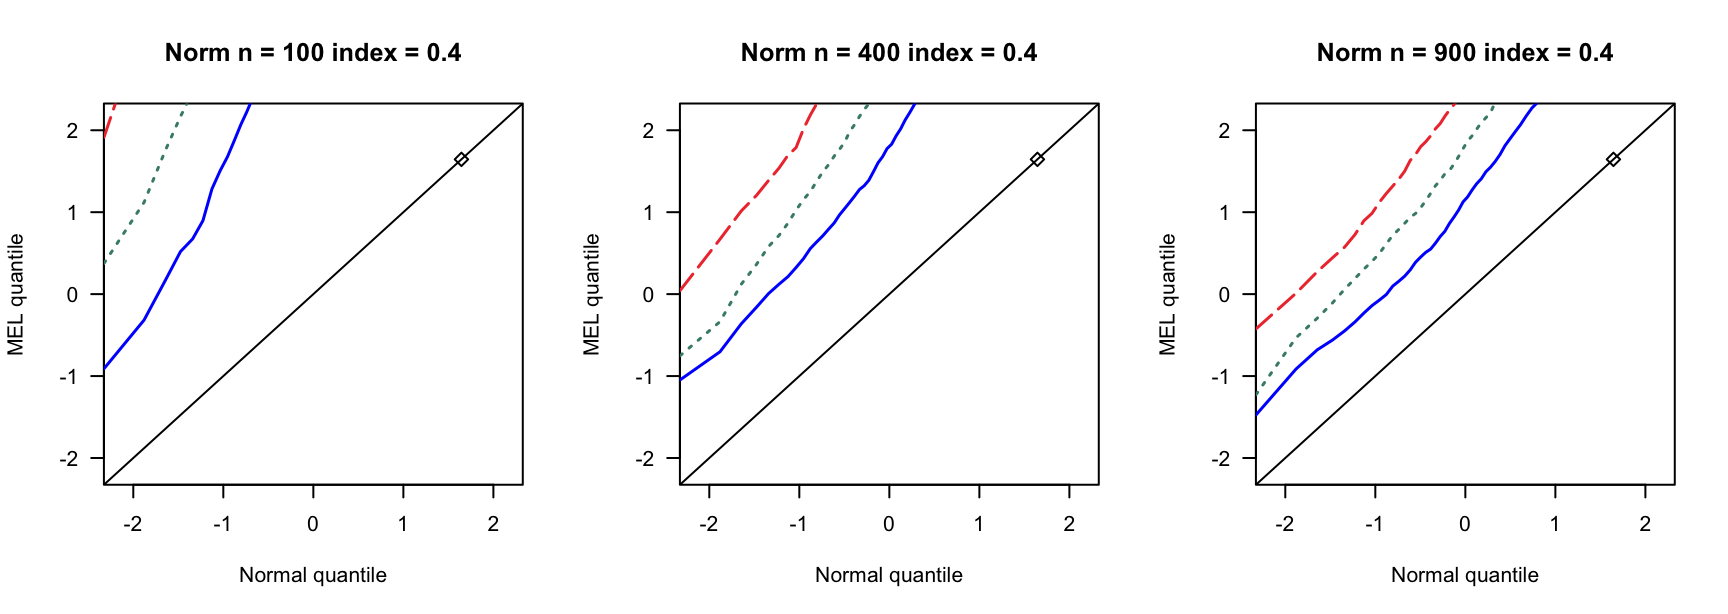 Norm n = 100 index = 0.4
MEL quantile
2
1
0
-1
-2
-2 -1 0 1 2
Normal quantile
Norm n = 400 index = 0.4
MEL quantile
2
1
0
-1
-2
-2 -1 0 1 2
Normal quantile
Norm n = 900 index = 0.4
MEL quantile
2
1
0
-1
-2
-2 -1 0 1 2
Normal quantile